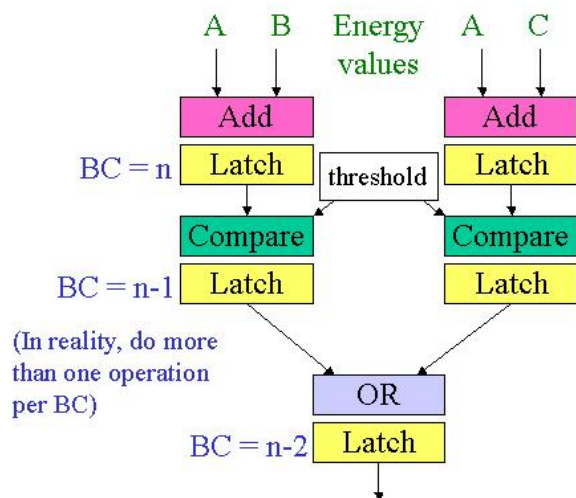 A B Energy A C
values
Add Add
BC = n Latch threshold Latch
Compare Compare
BC = n-1 Latch Latch
(In reality, do more
than one operation
per BC)
OR
BC = n-2 Latch